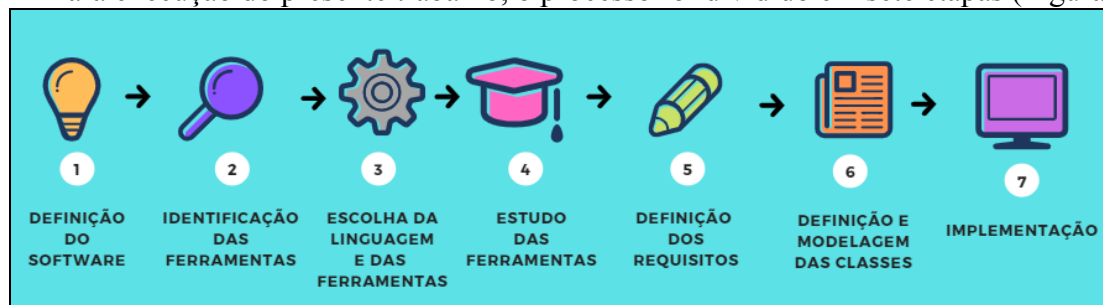 1
DEFINIÇÃO
DO
SOFTWARE
2
IDENTIFICAÇÃO
DAS
FERRAMENTAS
3
ESCOLHA DA
LINGUAGEM
E DAS
FERRAMENTAS
4
ESTUDO
DAS
FERRAMENTAS
5
DEFINIÇÃO
DOS
REQUISITOS
6
DEFINIÇÃO E
MODELAGEM
DAS CLASSES
7
IMPLEMENTAÇÃO